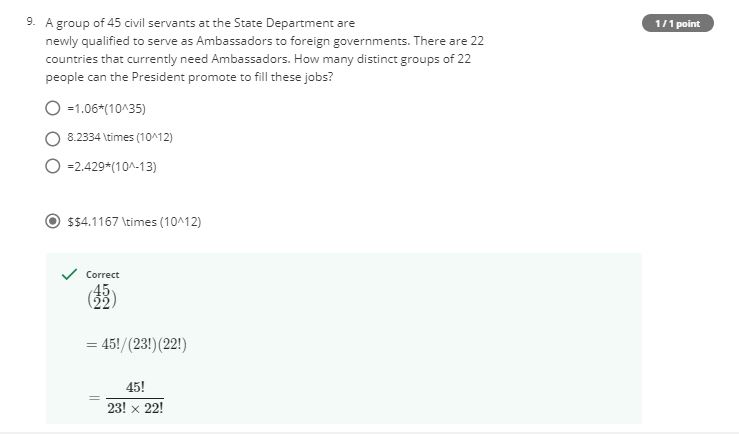 9. A group of 45 civil servants at the State Department are
1 / 1 point
newly qualified to serve as Ambassadors to foreign governments. There are 22
countries that currently need Ambassadors. How many distinct groups of 22
people can the President promote to fill these jobs?
=1.06*(10^35)
8.2334 \times (10^12)
=2.429*(10^-13)
$$4.1167 \times (10^12)
Correct
(45
22)
= 45!/(23!)(22!)
= 45!
23! × 22!